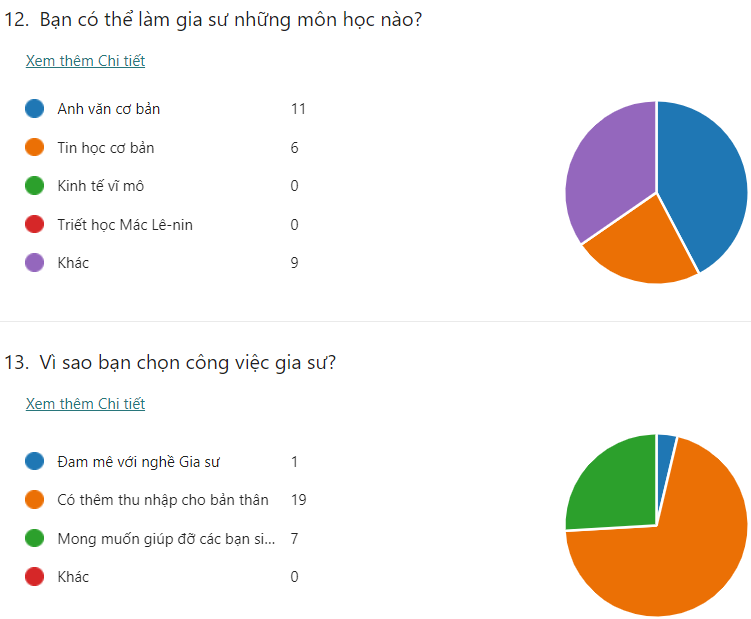 12. Bạn có thể làm gia sư những môn học nào?
Xem thêm Chi tiết
Anh văn cơ bản 11
Tin học cơ bản 6
Kinh tế vĩ mô 0
Triết học Mác Lê-nin 0
Khác 9
13. Vì sao bạn chọn công việc gia sư?
Xem thêm Chi tiết
Đam mê với nghề Gia sư 1
Có thêm thu nhập cho bản thân 19
Mong muốn giúp đỡ các bạn si... 7
Khác 0